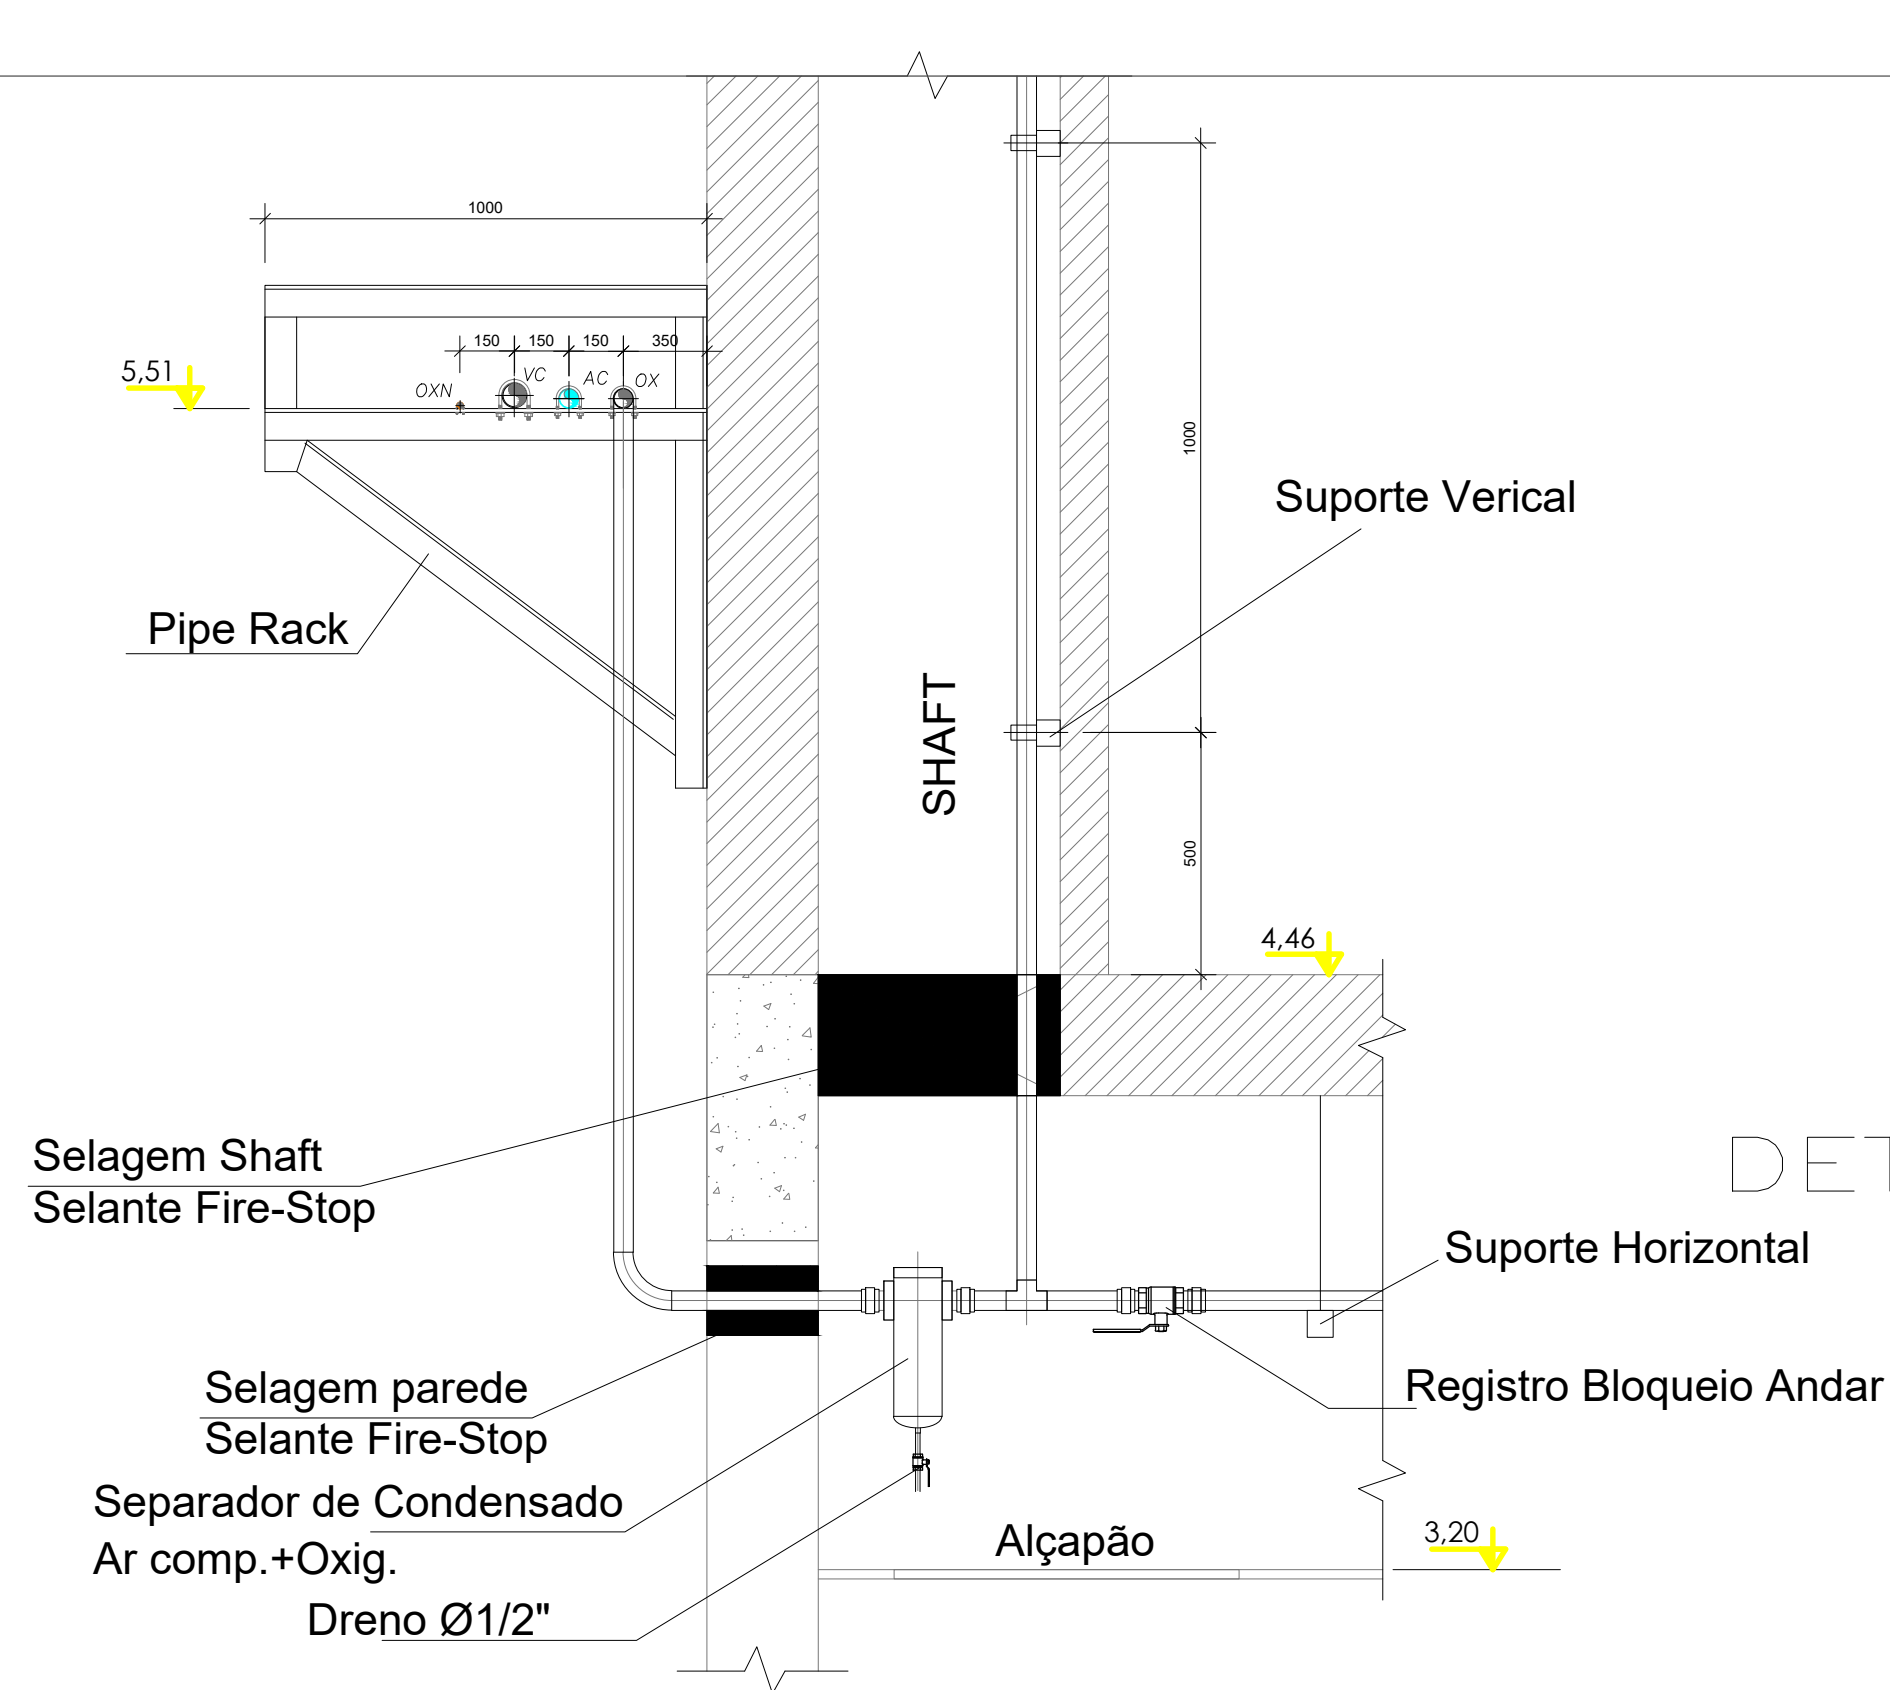 1000
150
150
150
350
5,51
OXN
VC
AC
OX
1000
Suporte Verical
Pipe Rack
SHAFT
500
4,46
Selagem Shaft
Selante Fire-Stop
DET
Suporte Horizontal
Selagem parede
Selante Fire-Stop
Registro Bloqueio Andar
Separador de Condensado
Ar comp.+Oxig.
Alçapão
3,20
Dreno Ø1/2"